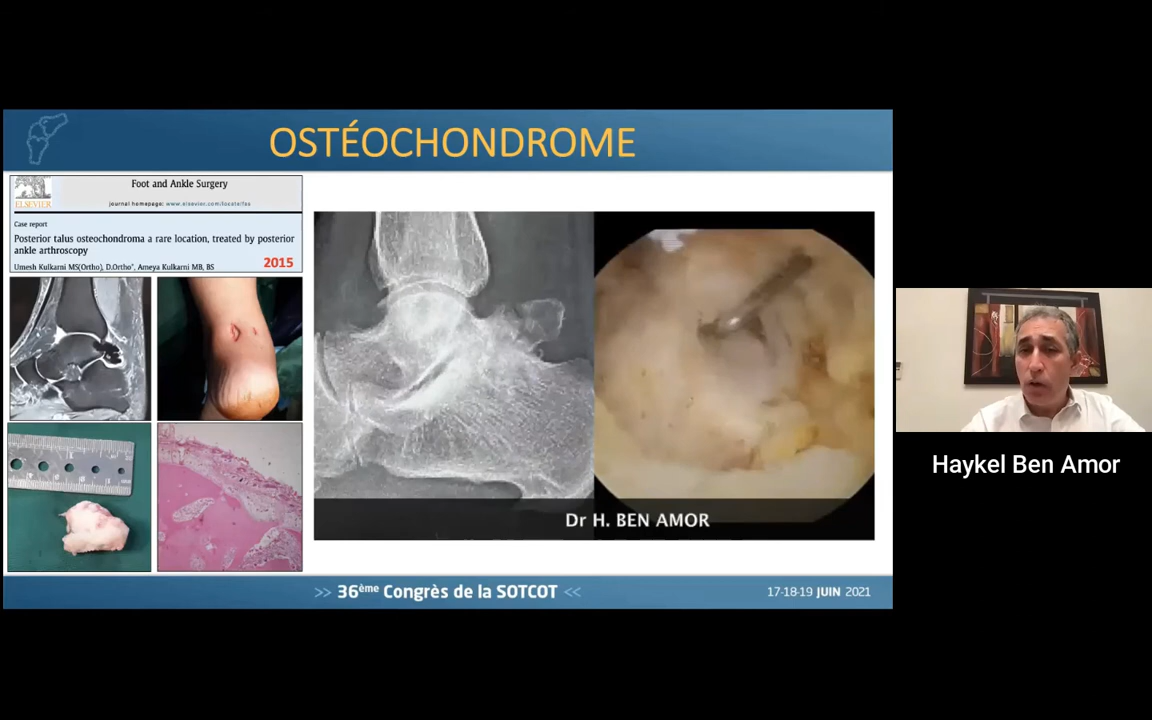 OSTÉOCHONDROME
ELSEVIER
Foot and Ankle Surgery
journal homepage: www.elsevier.com/locate/fas
Case report
Posterior talus osteochondroma a rare location, treated by posterior
ankle arthroscopy
Umesh Kulkarni MS(Ortho), D.Ortho*, Ameya Kulkarni MB, BS
2015
Dr H. BEN AMOR
>> 36ème Congrès de la SOTCOT <<
17-18-19 JUIN 2021
Haykel Ben Amor